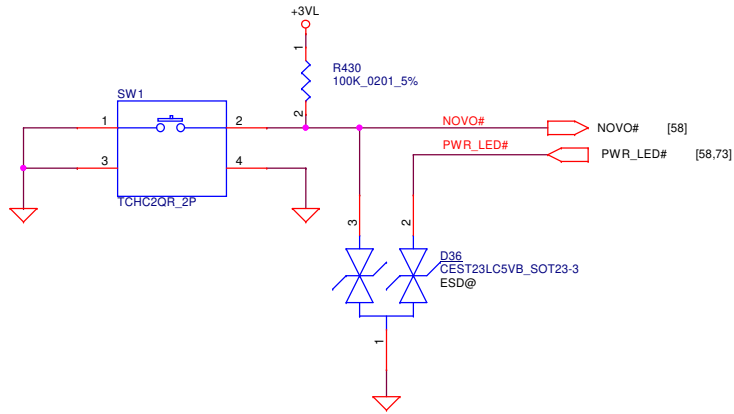 +3VL
1
R430
100K_0201_5%
2
SW1
1
2
3
4
TCHC2QR_2P
NOVO#
NOVO# [58]
PWR_LED#
PWR_LED# [58,73]
3
2
D36
CEST23LC5VB_SOT23-3
ESD@
1